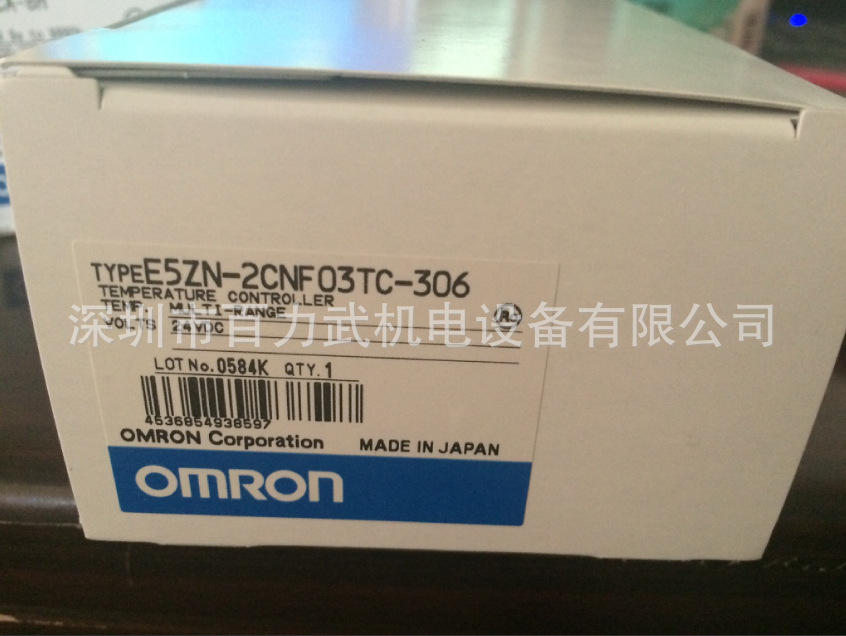 TYPE E5ZN-2CNF03TC-306
TEMPERATURE CONTROLLER
TEMP. MULTI-RANGE
VOLTS 24VDC
深圳市百力武机电设备有限公司
LOT No. 0584K QTY. 1
4536854938597
OMRON Corporation MADE IN JAPAN
OMRON